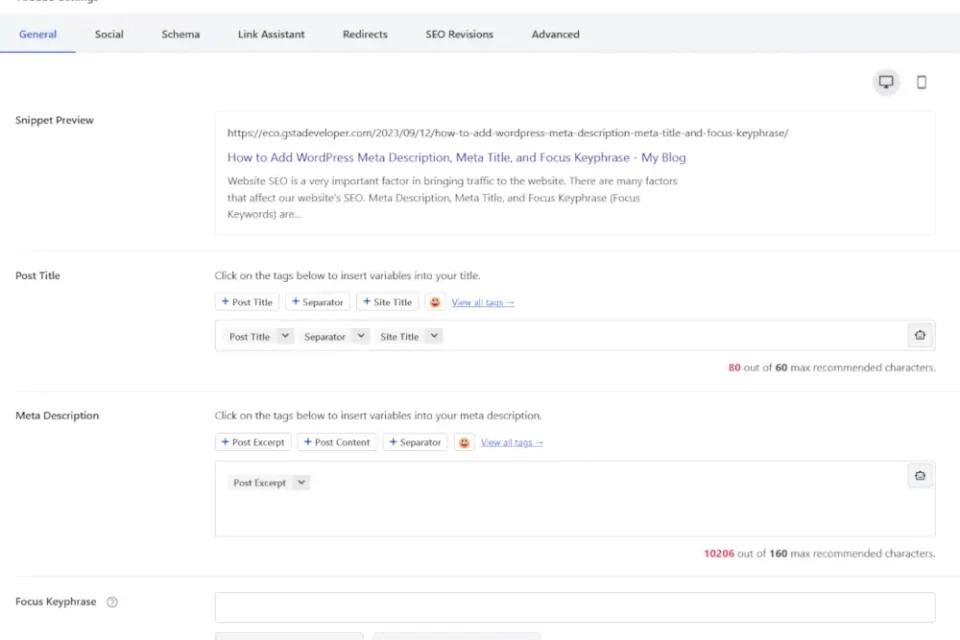 General Social Schema Link Assistant Redirects SEO Revisions Advanced
Snippet Preview
https://eco.gstadeveloper.com/2023/09/12/how-to-add-wordpress-meta-description-meta-title-and-focus-keyphrase/
How to Add WordPress Meta Description, Meta Title, and Focus Keyphrase - My Blog
Website SEO is a very important factor in bringing traffic to the website. There are many factors
that affect our website's SEO. Meta Description, Meta Title, and Focus Keyphrase (Focus
Keywords) are...
Post Title
Click on the tags below to insert variables into your title.
+ Post Title + Separator + Site Title View all tags →
Post Title Separator Site Title
80 out of 60 max recommended characters.
Meta Description
Click on the tags below to insert variables into your meta description.
+ Post Excerpt + Post Content + Separator View all tags →
Post Excerpt
10206 out of 160 max recommended characters.
Focus Keyphrase